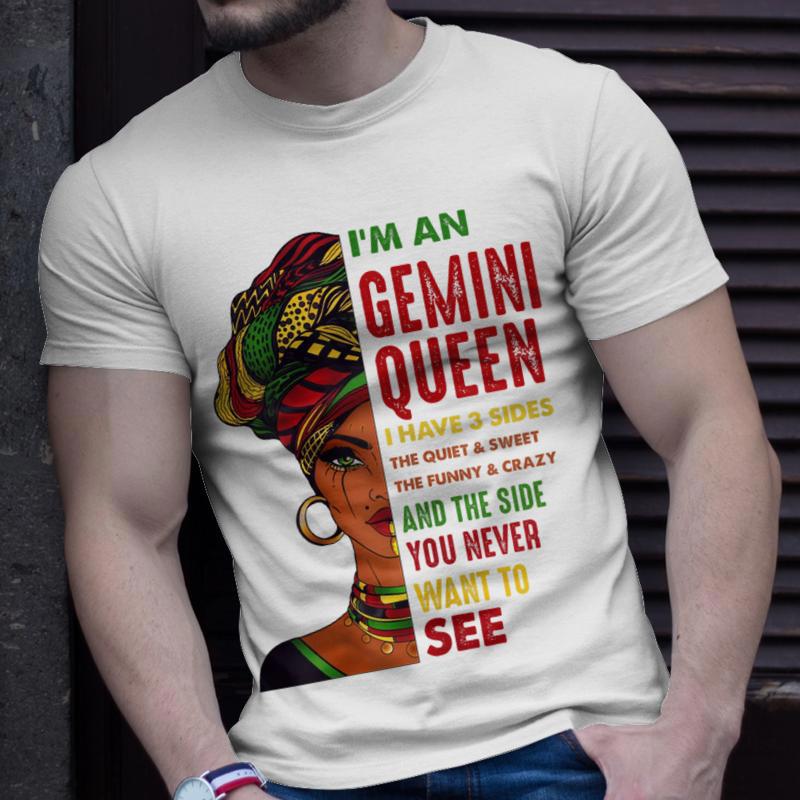 I'M AN
GEMINI
QUEEN
I HAVE 3 SIDES
THE QUIET & SWEET
THE FUNNY & CRAZY
AND THE SIDE
YOU NEVER
WANT TO
SEE